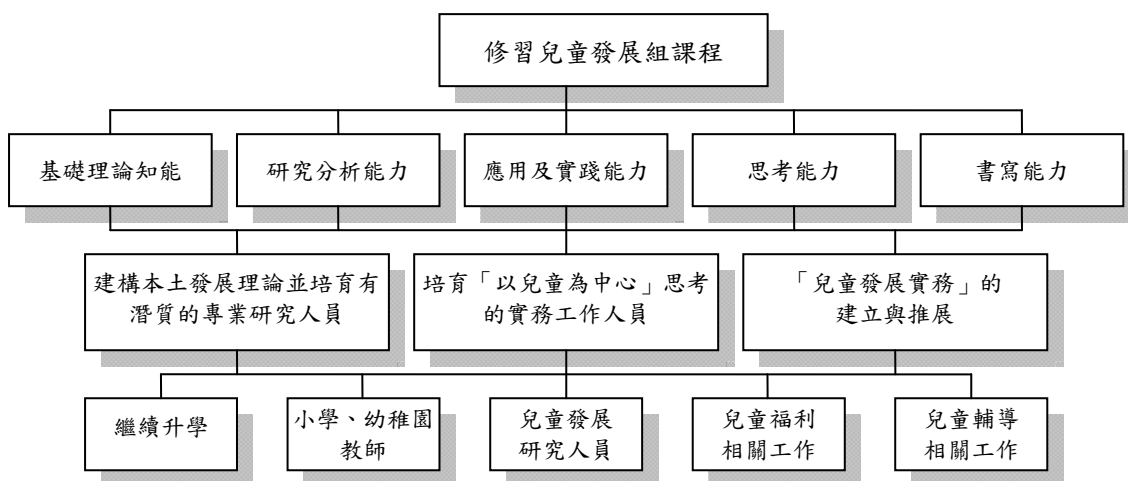 修習兒童發展組課程
基礎理論知能
研究分析能力
應用及實踐能力
思考能力
書寫能力
建構本土發展理論並培育有
潛質的專業研究人員
培育「以兒童為中心」思考
的實務工作人員
「兒童發展實務」的
建立與推展
繼續升學
小學、幼稚園
教師
兒童發展
研究人員
兒童福利
相關工作
兒童輔導
相關工作